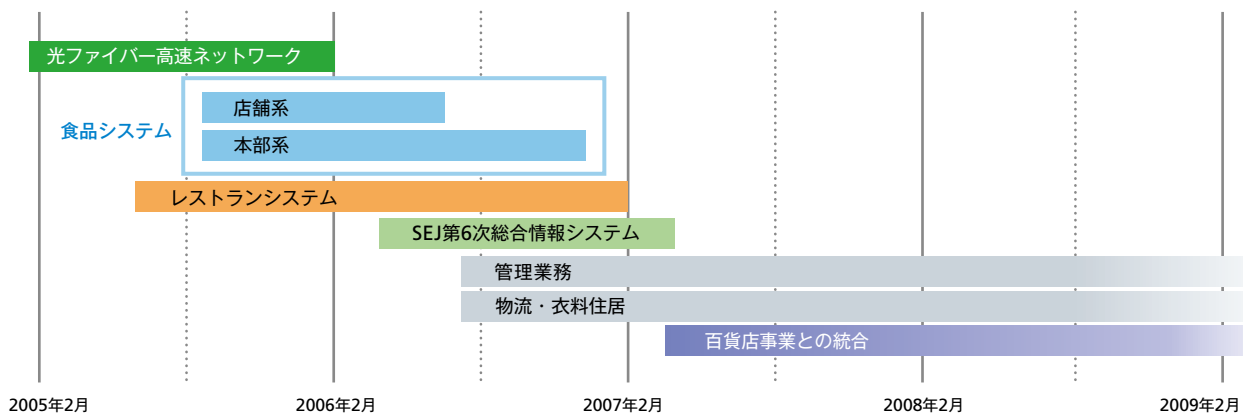 光ファイバー高速ネットワーク
食品システム
店舗系
本部系
レストランシステム
SEJ第6次総合情報システム
管理業務
物流・衣料住居
百貨店事業との統合
2005年2月
2006年2月
2007年2月
2008年2月
2009年2月